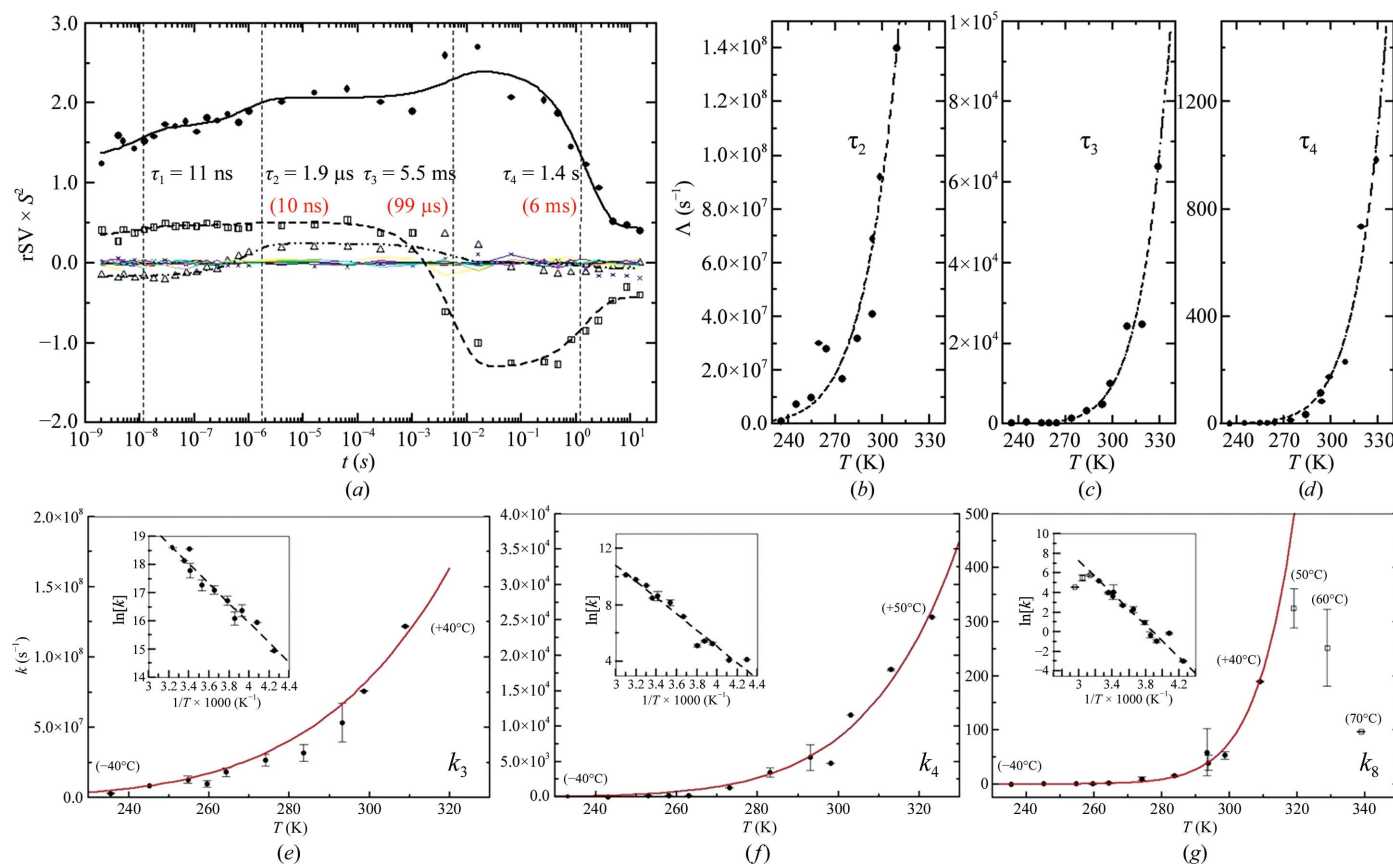 3.0
2.0
1.0
0.0
−1.0
−2.0
rSV × S²
τ₁ = 11 ns τ₂ = 1.9 µs τ₃ = 5.5 ms τ₄ = 1.4 s
(10 ns) (99 µs) (6 ms)
10⁻⁹ 10⁻⁸ 10⁻⁷ 10⁻⁶ 10⁻⁵ 10⁻⁴ 10⁻³ 10⁻² 10⁻¹ 10⁰ 10¹
t (s)
(a)
1.4×10⁸
1.2×10⁸
1.0×10⁸
8.0×10⁷
6.0×10⁷
4.0×10⁷
2.0×10⁷
0.0
Λ (s⁻¹)
τ₂
240 270 300 330
T (K)
(b)
1×10⁵
8×10⁴
6×10⁴
4×10⁴
2×10⁴
0
τ₃
240 270 300 330
T (K)
(c)
1200
800
400
0
τ₄
240 270 300 330
T (K)
(d)
2.0×10⁸
1.5×10⁸
1.0×10⁸
5.0×10⁷
0.0
k (s⁻¹)
19
18
17
16
15
14
ln[k]
3 3.2 3.4 3.6 3.8 4 4.2 4.4
1/T × 1000 (K⁻¹)
(+40°C)
(−40°C)
k₃
240 260 280 300 320
T (K)
(e)
4.0×10⁴
3.5×10⁴
3.0×10⁴
2.5×10⁴
2.0×10⁴
1.5×10⁴
1.0×10⁴
5.0×10³
0.0
13
10
7
4
ln[k]
3 3.2 3.4 3.6 3.8 4 4.2 4.4
1/T × 1000 (K⁻¹)
(+50°C)
(−40°C)
k₄
240 260 280 300 320
T (K)
(f)
500
400
300
200
100
0
10
8
6
4
2
0
−2
−4
ln[k]
3 3.4 3.8 4.2
1/T × 1000 (K⁻¹)
(50°C)
(60°C)
(+40°C)
(70°C)
(−40°C)
k₈
240 260 280 300 320 340
T (K)
(g)